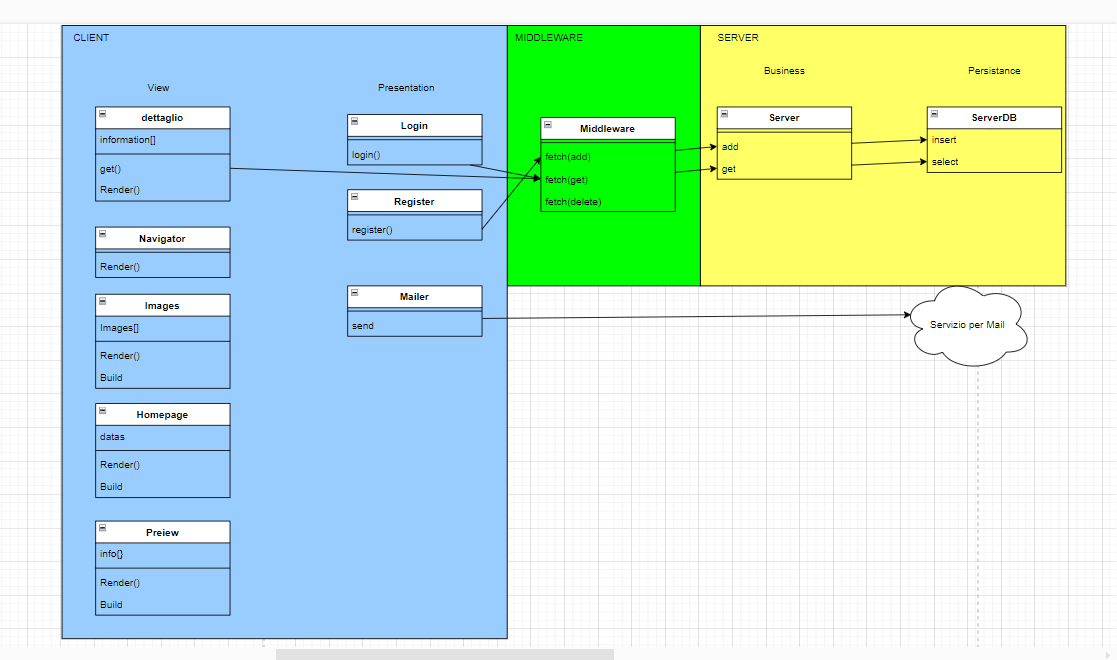 CLIENT
MIDDLEWARE
SERVER
View
Presentation
Business
Persistance
dettaglio
information[]
get()
Render()
Navigator
Render()
Images
Images[]
Render()
Build
Homepage
datas
Render()
Build
Preiew
info{}
Render()
Build
Login
login()
Register
register()
Mailer
send
Middleware
fetch(add)
fetch(get)
fetch(delete)
Server
add
get
ServerDB
insert
select
Servizio per Mail